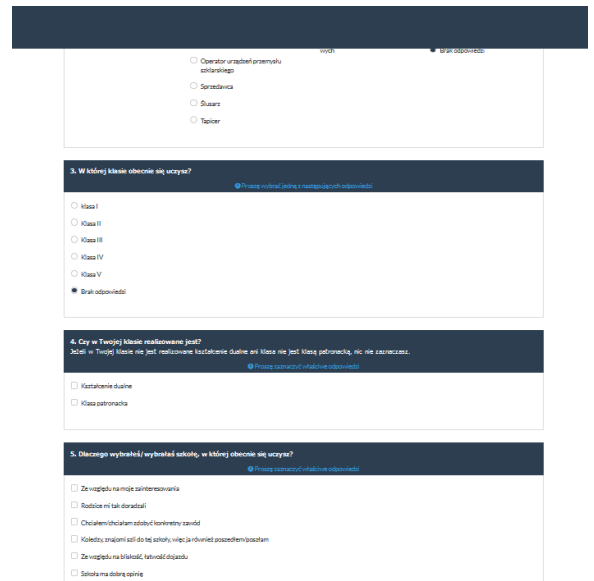 wych
Brak odpowiedzi
Operator urządzeń przemysłu
szklarskiego
Sprzedawca
Ślusarz
Tapicer
3. W której klasie obecnie się uczysz?
Proszę wybrać jedną z następujących odpowiedzi
klasa I
Klasa II
Klasa III
Klasa IV
Klasa V
Brak odpowiedzi
4. Czy w Twojej klasie realizowane jest?
Jeżeli w Twojej klasie nie jest realizowane kształcenie dualne ani klasa nie jest klasą patronacką, nic nie zaznaczasz.
Proszę zaznaczyć właściwe odpowiedzi
Kształcenie dualne
Klasa patronacka
5. Dlaczego wybrałeś/wybrałaś szkołę, w której obecnie się uczysz?
Proszę zaznaczyć właściwe odpowiedzi
Ze względu na moje zainteresowania
Rodzice mi tak doradzali
Chciałem/chciałam zdobyć konkretny zawód
Koledzy, znajomi szli do tej szkoły, więc ja również poszedłem/poszłam
Ze względu na bliskość, łatwość dojazdu
Szkoła ma dobrą opinię